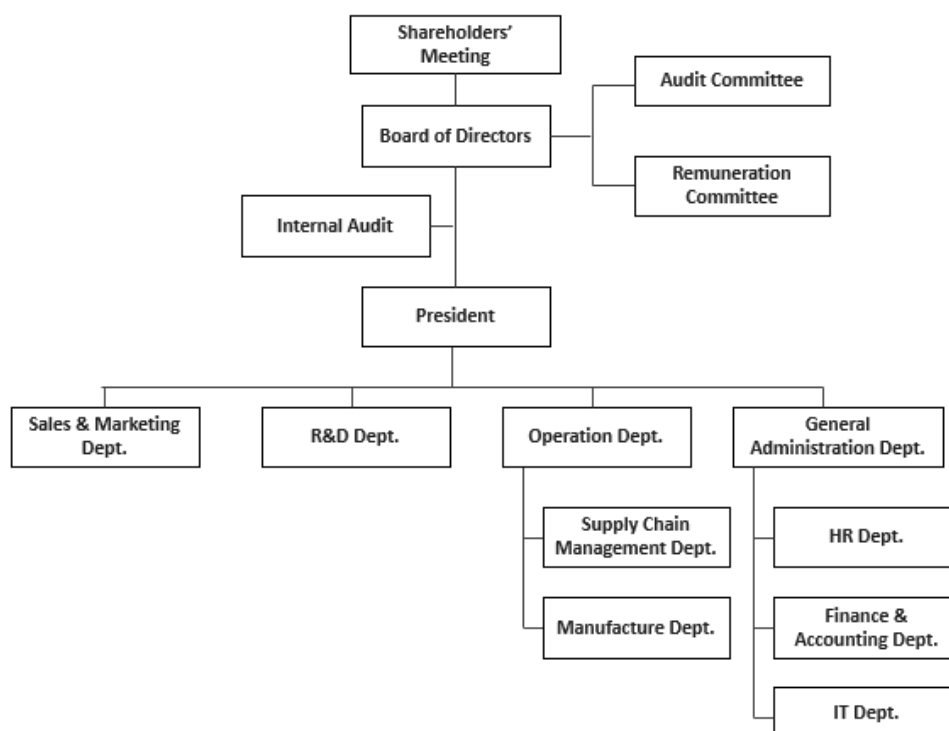 Shareholders'
Meeting
Audit Committee
Board of Directors
Remuneration
Committee
Internal Audit
President
Sales & Marketing
Dept.
R&D Dept.
Operation Dept.
General
Administration Dept.
Supply Chain
Management Dept.
HR Dept.
Manufacture Dept.
Finance &
Accounting Dept.
IT Dept.